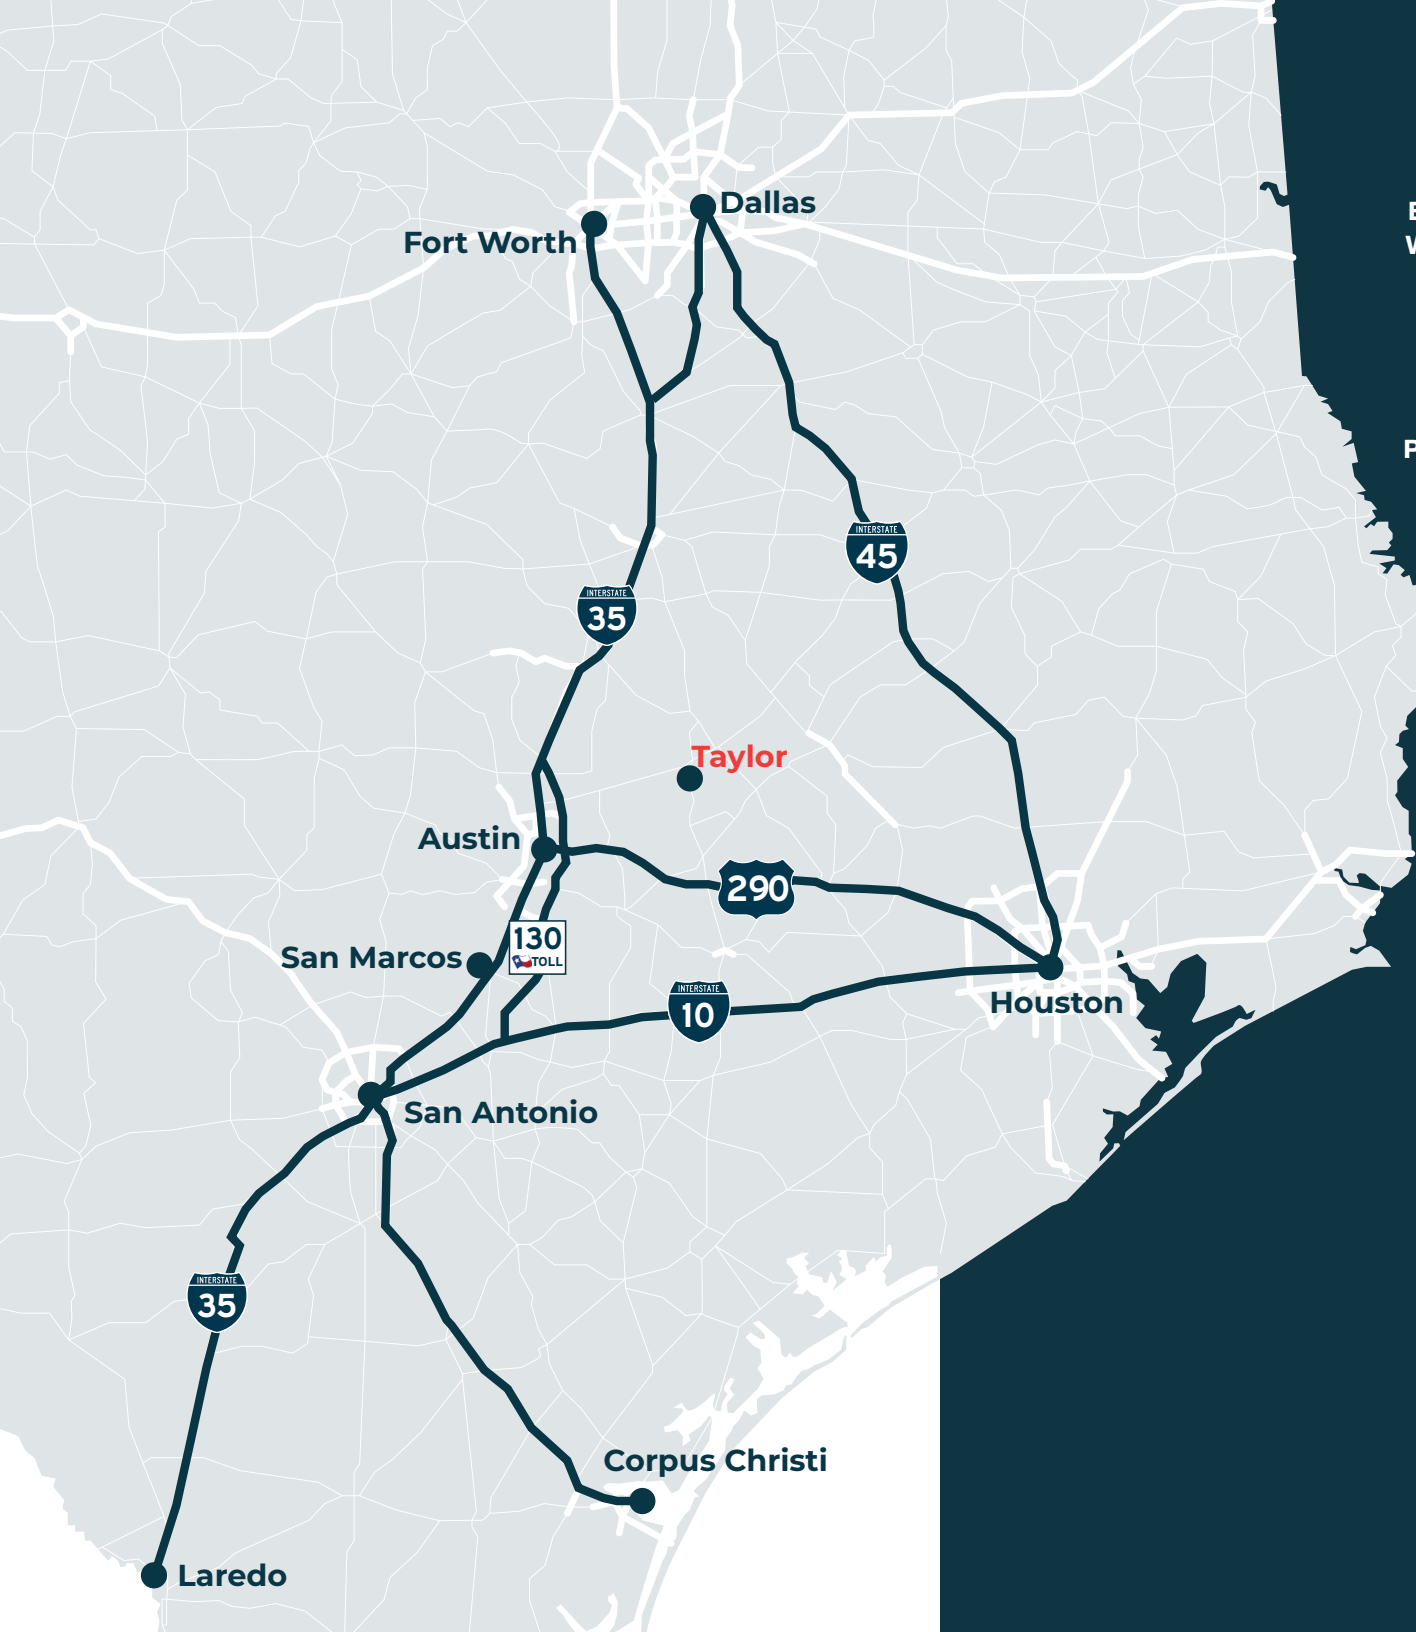 Dallas
Fort Worth
INTERSTATE
45
INTERSTATE
35
Taylor
Austin
290
130
TOLL
San Marcos
INTERSTATE
10
Houston
San Antonio
INTERSTATE
35
Corpus Christi
Laredo